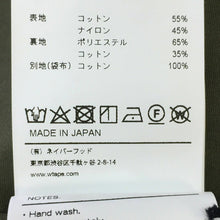 表地 コットン 55%
ナイロン 45%
裏地 ポリエステル 65%
コットン 35%
別地(袋布) コットン 100%
MADE IN JAPAN
(有) ネイバーフッド
東京都渋谷区千駄ヶ谷 2-8-14
www.wtaps.com
NOTES.
• Hand wash.